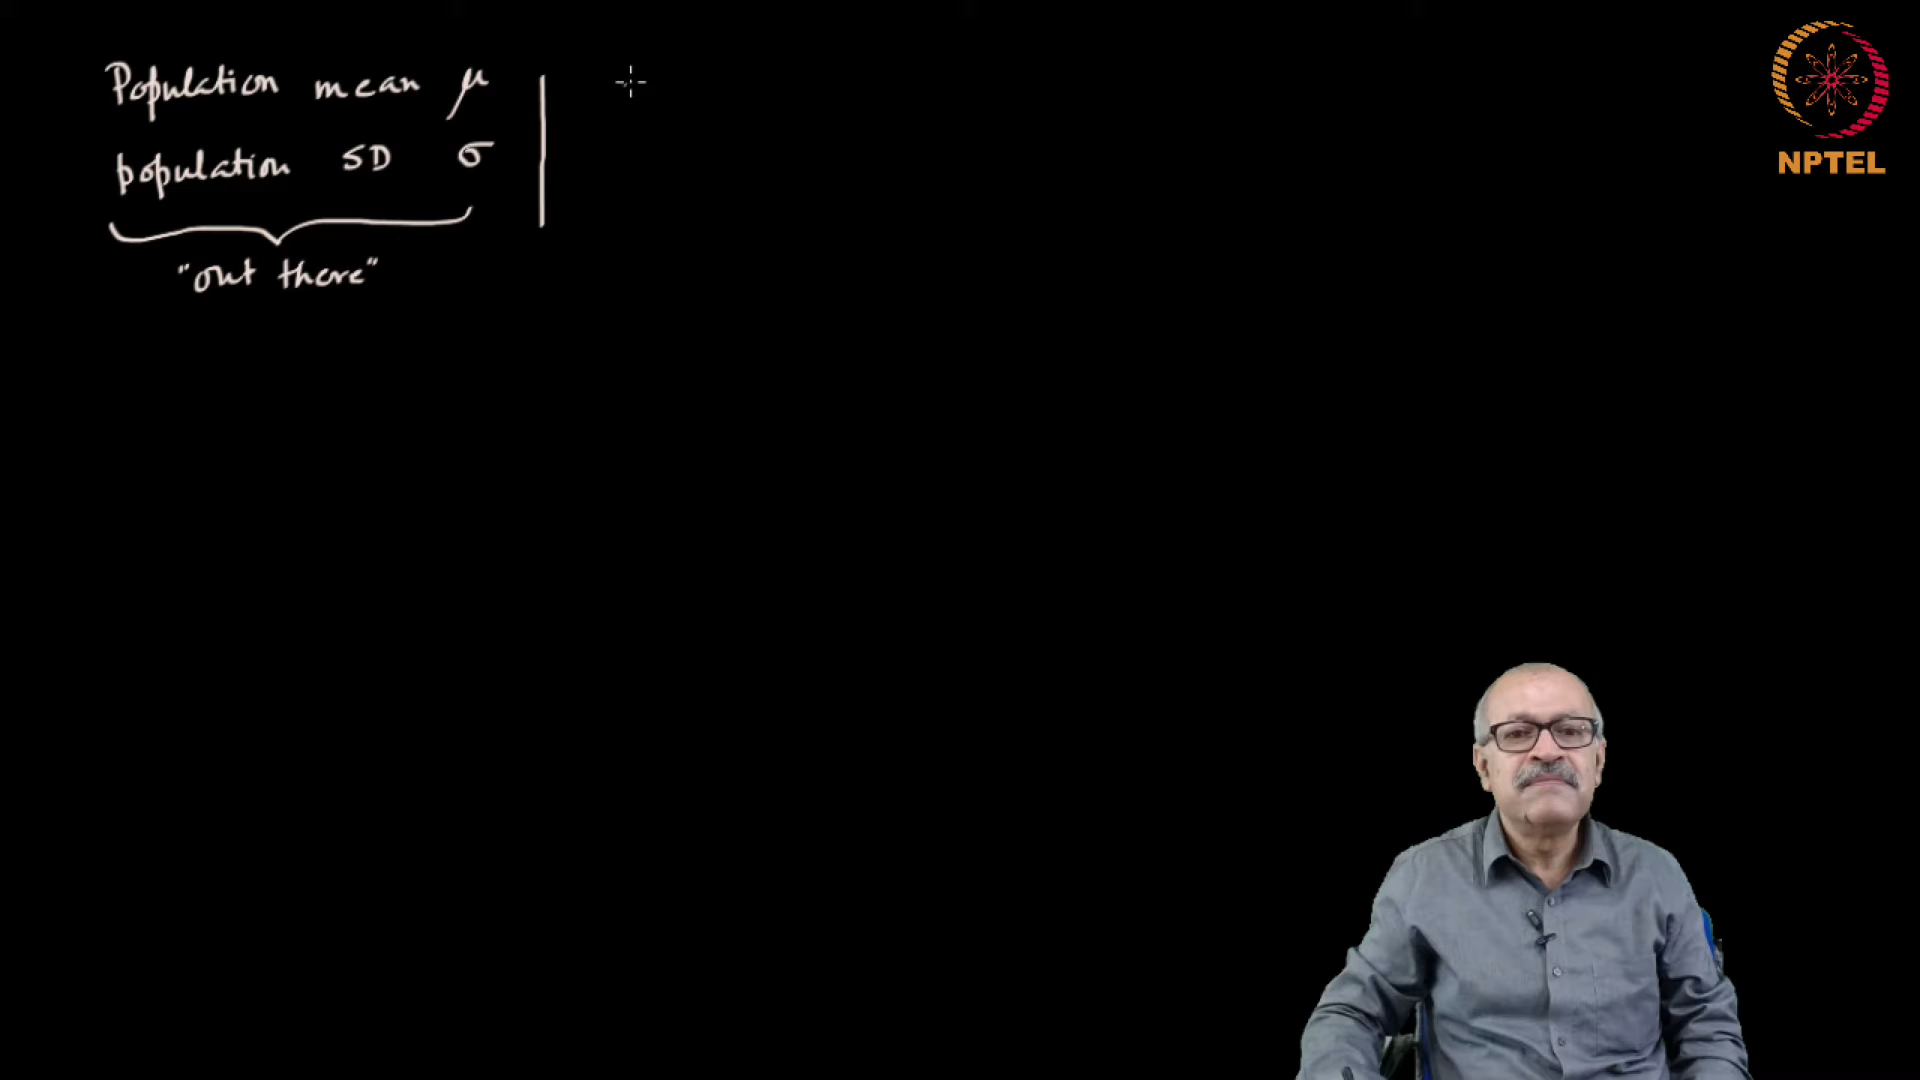 Population mean μ
population SD σ
"out there"
NPTEL